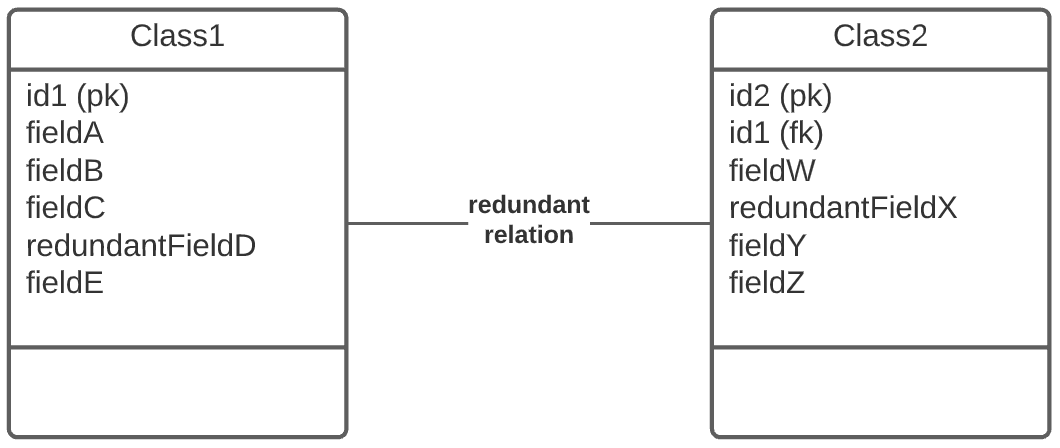 Class1
id1 (pk)
fieldA
fieldB
fieldC
redundantFieldD
fieldE
redundant
relation
Class2
id2 (pk)
id1 (fk)
fieldW
redundantFieldX
fieldY
fieldZ